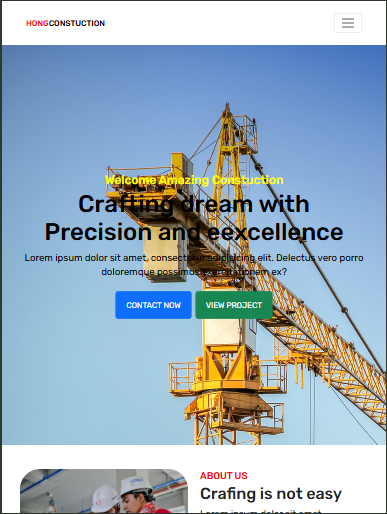 HONGCONSTUCTION
Welcome Amazing Constuction
Crafting dream with
Precision and eexcellence
Lorem ipsum dolor sit amet, consectetur adipisicing elit. Delectus vero porro
doloremque possimus exercitationem ex?
CONTACT NOW VIEW PROJECT
ABOUT US
Crafing is not easy
Lorem ipsum dolor sit amet